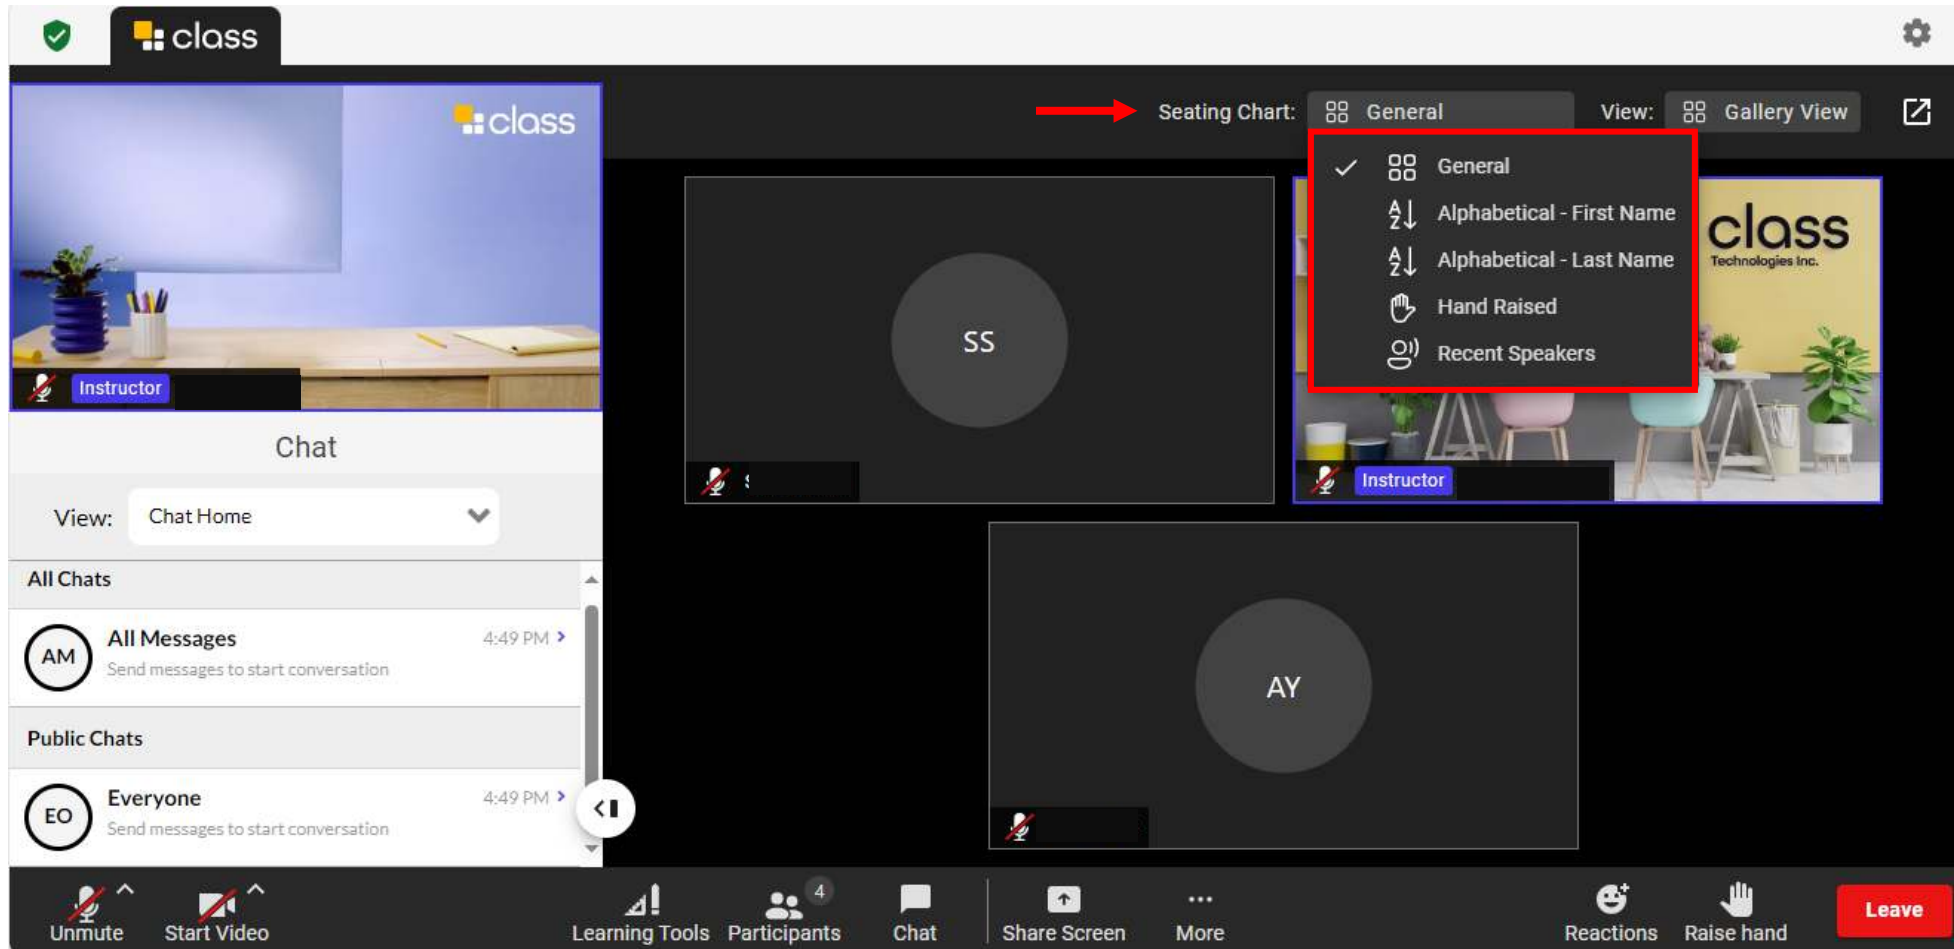 class
Seating Chart:
General
View:
Gallery View
class
General
Alphabetical - First Name
Alphabetical - Last Name
Hand Raised
Recent Speakers
class
Technologies Inc.
SS
Instructor
Instructor
Chat
View:
Chat Home
All Chats
AM
All Messages
4:49 PM
Send messages to start conversation
AY
Public Chats
EO
Everyone
4:49 PM
Send messages to start conversation
Unmute
Start Video
Learning Tools
Participants
4
Chat
Share Screen
More
Reactions
Raise hand
Leave